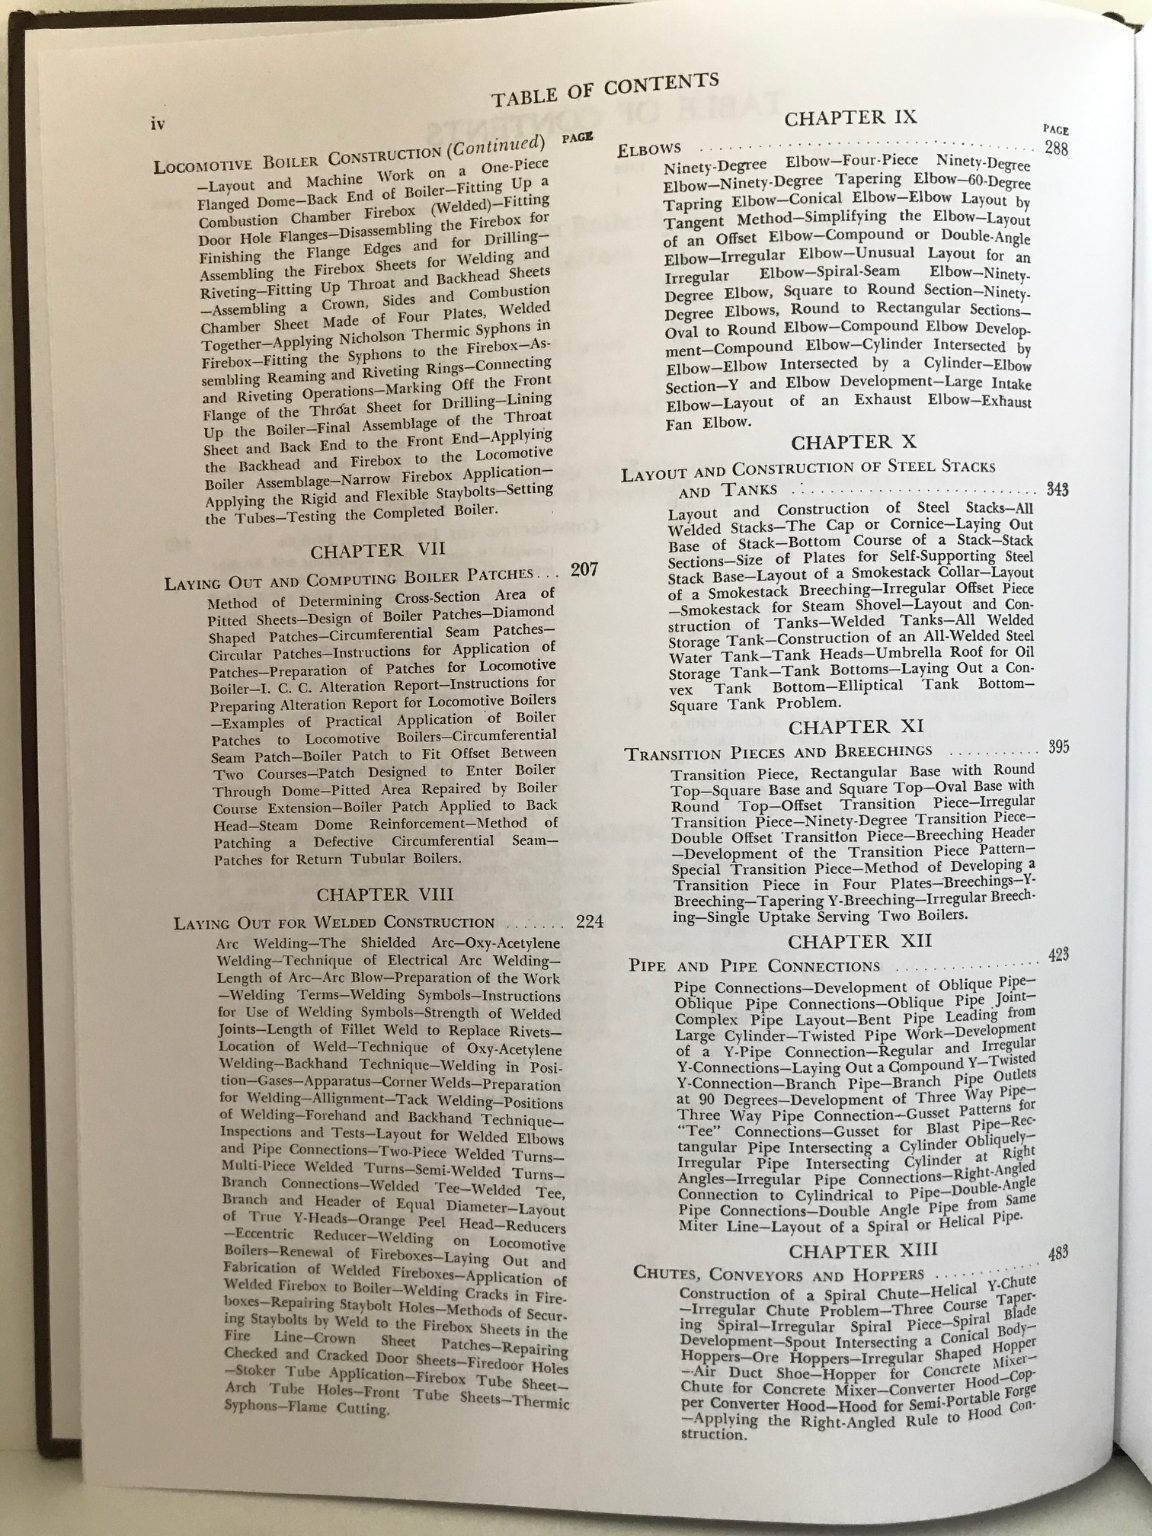 TABLE OF CONTENTS
iv
PAGE
LOCOMOTIVE BOILER CONSTRUCTION (Continued)
—Layout and Machine Work on a One-Piece
Flanged Dome—Back End of Boiler—Fitting Up a
Combustion Chamber Firebox (Welded)—Fitting
Door Hole Flanges—Disassembling the Firebox for
Finishing the Flange Edges and for Drilling—
Assembling the Firebox Sheets for Welding and
Riveting—Fitting Up Throat and Backhead Sheets
—Assembling a Crown, Sides and Combustion
Chamber Sheet Made of Four Plates, Welded
Together—Applying Nicholson Thermic Syphons in
Firebox—Fitting the Syphons to the Firebox—As-
sembling Reaming and Riveting Rings—Connecting
and Riveting Operations—Marking Off the Front
Flange of the Throat Sheet for Drilling—Lining
Up the Boiler—Final Assemblage of the Throat
Sheet and Back End to the Front End—Applying
the Backhead and Firebox to the Locomotive
Boiler Assemblage—Narrow Firebox Application—
Applying the Rigid and Flexible Staybolts—Setting
the Tubes—Testing the Completed Boiler.
CHAPTER VII
LAYING OUT AND COMPUTING BOILER PATCHES... 207
Method of Determining Cross-Section Area of
Pitted Sheets—Design of Boiler Patches—Diamond
Shaped Patches—Circumferential Seam Patches—
Circular Patches—Instructions for Application of
Patches—Preparation of Patches for Locomotive
Boiler—I. C. C. Alteration Report—Instructions for
Preparing Alteration Report for Locomotive Boilers
—Examples of Practical Application of Boiler
Patches to Locomotive Boilers—Circumferential
Seam Patch—Boiler Patch to Fit Offset Between
Two Courses—Patch Designed to Enter Boiler
Through Dome—Pitted Area Repaired by Boiler
Course Extension—Boiler Patch Applied to Back
Head—Steam Dome Reinforcement—Method of
Patching a Defective Circumferential Seam—
Patches for Return Tubular Boilers.
CHAPTER VIII
LAYING OUT FOR WELDED CONSTRUCTION ....... 224
Arc Welding—The Shielded Arc—Oxy-Acetylene
Welding—Technique of Electrical Arc Welding—
Length of Arc—Arc Blow—Preparation of the Work
—Welding Terms—Welding Symbols—Instructions
for Use of Welding Symbols—Strength of Welded
Joints—Length of Fillet Weld to Replace Rivets—
Location of Weld—Technique of Oxy-Acetylene
Welding—Backhand Technique—Welding in Posi-
tion—Gases—Apparatus—Corner Welds—Preparation
for Welding—Allignment—Tack Welding—Positions
of Welding—Forehand and Backhand Technique—
Inspections and Tests—Layout for Welded Elbows
and Pipe Connections—Two-Piece Welded Turns—
Multi-Piece Welded Turns—Semi-Welded Turns—
Branch Connections—Welded Tee—Welded Tee,
Branch and Header of Equal Diameter—Layout
of True Y-Heads—Orange Peel Head—Reducers
—Eccentric Reducer—Welding on Locomotive
Boilers—Renewal of Fireboxes—Laying Out and
Fabrication of Welded Fireboxes—Application of
Welded Firebox to Boiler—Welding Cracks in Fire-
boxes—Repairing Staybolt Holes—Methods of Secur-
ing Staybolts by Weld to the Firebox Sheets in the
Fire Line—Crown Sheet Patches—Repairing
Checked and Cracked Door Sheets—Firedoor Holes
—Stoker Tube Application—Firebox Tube Sheet—
Arch Tube Holes—Front Tube Sheets—Thermic
Syphons—Flame Cutting.
CHAPTER IX
PAGE
ELBOWS .................................... 288
Ninety-Degree Elbow—Four-Piece Ninety-Degree
Elbow—Ninety-Degree Tapering Elbow—60-Degree
Tapring Elbow—Conical Elbow—Elbow Layout by
Tangent Method—Simplifying the Elbow—Layout
of an Offset Elbow—Compound or Double-Angle
Elbow—Irregular Elbow—Unusual Layout for an
Irregular Elbow—Spiral-Seam Elbow—Ninety-
Degree Elbow, Square to Round Section—Ninety-
Degree Elbows, Round to Rectangular Sections—
Oval to Round Elbow—Compound Elbow Develop-
ment—Compound Elbow—Cylinder Intersected by
Elbow—Elbow Intersected by a Cylinder—Elbow
Section—Y and Elbow Development—Large Intake
Elbow—Layout of an Exhaust Elbow—Exhaust
Fan Elbow.
CHAPTER X
LAYOUT AND CONSTRUCTION OF STEEL STACKS
AND TANKS .......................... 343
Layout and Construction of Steel Stacks—All
Welded Stacks—The Cap or Cornice—Laying Out
Base of Stack—Bottom Course of a Stack—Stack
Sections—Size of Plates for Self-Supporting Steel
Stack Base—Layout of a Smokestack Collar—Layout
of a Smokestack Breeching—Irregular Offset Piece
—Smokestack for Steam Shovel—Layout and Con-
struction of Tanks—Welded Tanks—All Welded
Storage Tank—Construction of an All-Welded Steel
Water Tank—Tank Heads—Umbrella Roof for Oil
Storage Tank—Tank Bottoms—Laying Out a Con-
vex Tank Bottom—Elliptical Tank Bottom—
Square Tank Problem.
CHAPTER XI
TRANSITION PIECES AND BREECHINGS ........... 395
Transition Piece, Rectangular Base with Round
Top—Square Base and Square Top—Oval Base with
Round Top—Offset Transition Piece—Irregular
Transition Piece—Ninety-Degree Transition Piece—
Double Offset Transition Piece—Breeching Header
—Development of the Transition Piece Pattern—
Special Transition Piece—Method of Developing a
Transition Piece in Four Plates—Breechings—Y-
Breeching—Tapering Y-Breeching—Irregular Breech-
ing—Single Uptake Serving Two Boilers.
CHAPTER XII
PIPE AND PIPE CONNECTIONS ................ 423
Pipe Connections—Development of Oblique Pipe—
Oblique Pipe Connections—Oblique Pipe Joint—
Complex Pipe Layout—Bent Pipe Leading from
Large Cylinder—Twisted Pipe Work—Development
of a Y-Pipe Connection—Regular and Irregular
Y-Connections—Laying Out a Compound Y—Twisted
Y-Connection—Branch Pipe—Branch Pipe Outlets
at 90 Degrees—Development of Three Way Pipe—
Three Way Pipe Connection—Gusset Patterns for
"Tee" Connections—Gusset for Blast Pipe—Rec-
tangular Pipe Intersecting a Cylinder Obliquely—
Irregular Pipe Intersecting Cylinder at Right
Angles—Irregular Pipe Connections—Right-Angled
Connection to Cylindrical to Pipe—Double-Angle
Pipe Connections—Double Angle Pipe from Same
Miter Line—Layout of a Spiral or Helical Pipe.
CHAPTER XIII
CHUTES, CONVEYORS AND HOPPERS ............ 483
Construction of a Spiral Chute—Helical Y-Chute
—Irregular Chute Problem—Three Course Taper-
ing Spiral—Irregular Spiral Piece—Spiral Blade
Development—Spout Intersecting a Conical Body—
Hoppers—Ore Hoppers—Irregular Shaped Hopper
—Air Duct Shoe—Hopper for Concrete Mixer—
Chute for Concrete Mixer—Converter Hood—Cop-
per Converter Hood—Hood for Semi-Portable Forge
—Applying the Right-Angled Rule to Hood Con-
struction.